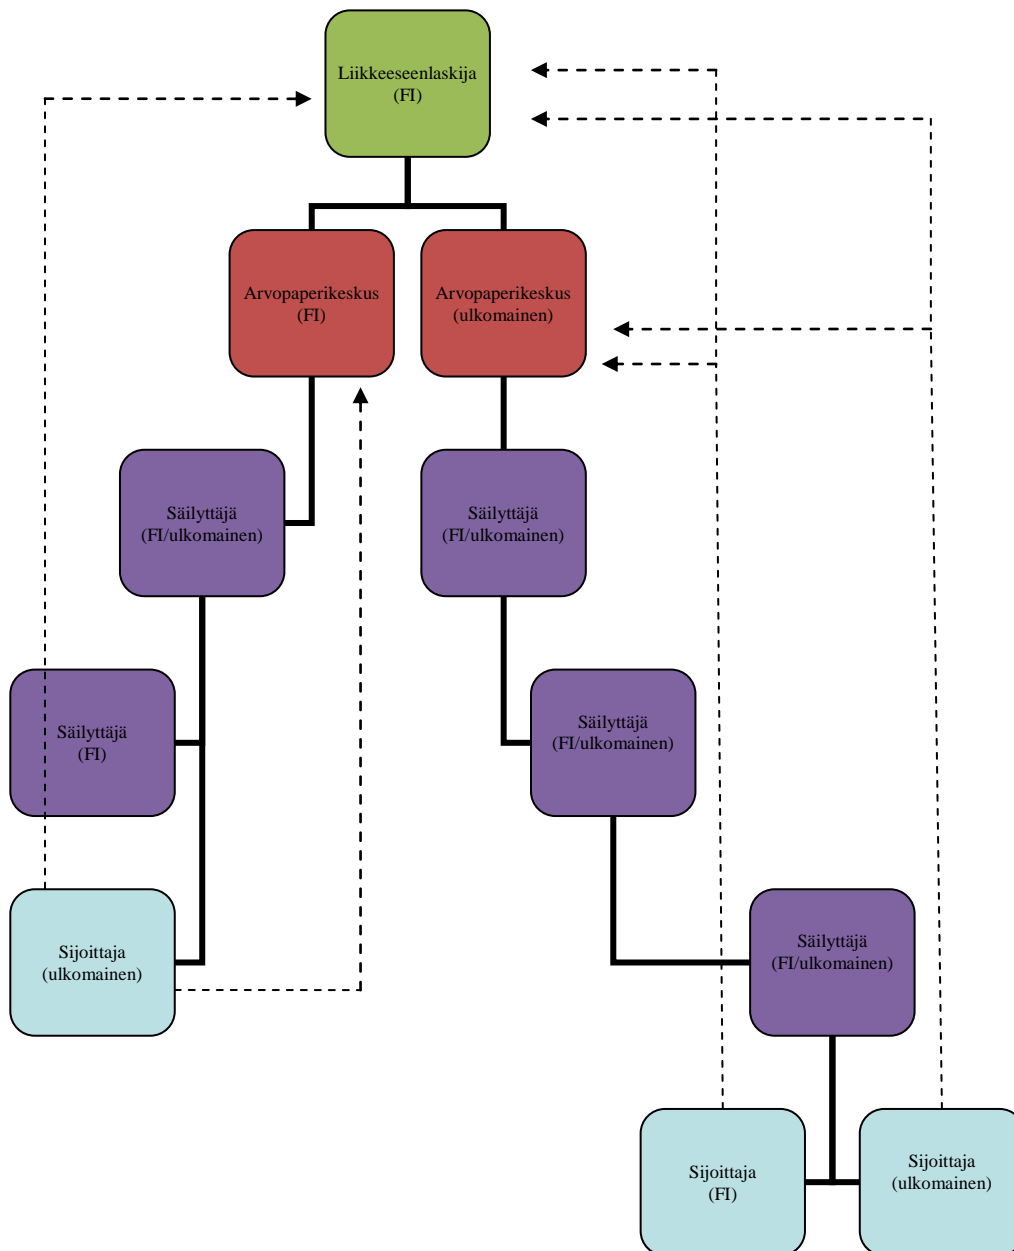 Liikkeeseenlaskija
(FI)
Arvopaperikeskus
(FI)
Arvopaperikeskus
(ulkomainen)
Säilyttäjä
(FI/ulkomainen)
Säilyttäjä
(FI/ulkomainen)
Säilyttäjä
(FI)
Säilyttäjä
(FI/ulkomainen)
Sijoittaja
(ulkomainen)
Säilyttäjä
(FI/ulkomainen)
Sijoittaja
(FI)
Sijoittaja
(ulkomainen)